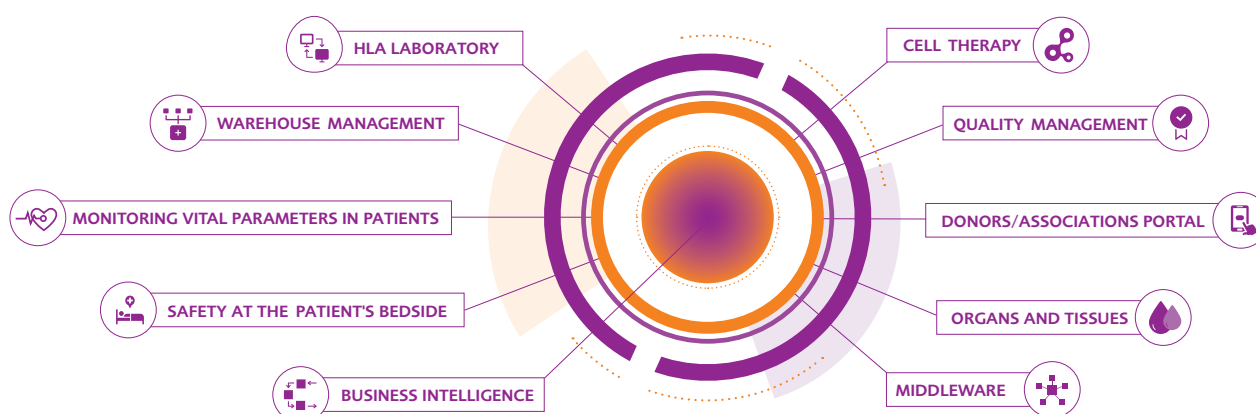 HLA LABORATORY
WAREHOUSE MANAGEMENT
MONITORING VITAL PARAMETERS IN PATIENTS
SAFETY AT THE PATIENT'S BEDSIDE
BUSINESS INTELLIGENCE
CELL THERAPY
QUALITY MANAGEMENT
DONORS/ASSOCIATIONS PORTAL
ORGANS AND TISSUES
MIDDLEWARE